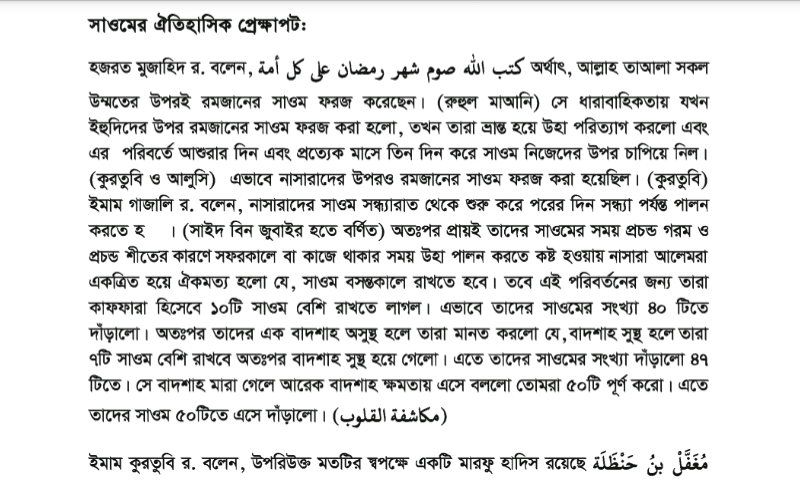 সাওমের ঐতিহাসিক প্রেক্ষাপট:
হজরত মুজাহিদ র. বলেন, كتب الله صوم شهر رمضان على كل أمة অর্থাৎ, আল্লাহ তাআলা সকল
উম্মতের উপরই রমজানের সাওম ফরজ করেছেন। (রুহুল মাআনি) সে ধারাবাহিকতায় যখন
ইহুদিদের উপর রমজানের সাওম ফরজ করা হলো, তখন তারা ভ্রান্ত হয়ে উহা পরিত্যাগ করলো এবং
এর পরিবর্তে আশুরার দিন এবং প্রত্যেক মাসে তিন দিন করে সাওম নিজেদের উপর চাপিয়ে নিল।
(কুরতুবি ও আলুসি) এভাবে নাসারাদের উপরও রমজানের সাওম ফরজ করা হয়েছিল। (কুরতুবি)
ইমাম গাজালি র. বলেন, নাসারাদের সাওম সন্ধ্যারাত থেকে শুরু করে পরের দিন সন্ধ্যা পর্যন্ত পালন
করতে হ । (সাইদ বিন জুবাইর হতে বর্ণিত) অতঃপর প্রায়ই তাদের সাওমের সময় প্রচন্ড গরম ও
প্রচন্ড শীতের কারণে সফরকালে বা কাজে থাকার সময় উহা পালন করতে কষ্ট হওয়ায় নাসারা আলেমরা
একত্রিত হয়ে ঐকমত্য হলো যে, সাওম বসন্তকালে রাখতে হবে। তবে এই পরিবর্তনের জন্য তারা
কাফফারা হিসেবে ১০টি সাওম বেশি রাখতে লাগল। এভাবে তাদের সাওমের সংখ্যা ৪০ টিতে
দাঁড়ালো। অতঃপর তাদের এক বাদশাহ অসুস্থ হলে তারা মানত করলো যে, বাদশাহ সুস্থ হলে তারা
৭টি সাওম বেশি রাখবে অতঃপর বাদশাহ সুস্থ হয়ে গেলো। এতে তাদের সাওমের সংখ্যা দাঁড়ালো ৪৭
টিতে। সে বাদশাহ মারা গেলে আরেক বাদশাহ ক্ষমতায় এসে বললো তোমরা ৫০টি পূর্ণ করো। এতে
তাদের সাওম ৫০টিতে এসে দাঁড়ালো। (مكاشفة القلوب)
ইমাম কুরতুবি র. বলেন, উপরিউক্ত মতটির স্বপক্ষে একটি মারফু হাদিস রয়েছে مُغَفَّلْ بنُ حَنْظَلَةَ